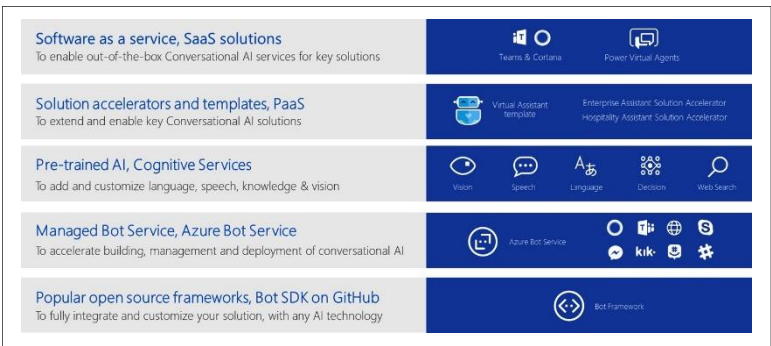 Software as a service, SaaS solutions
To enable out-of-the-box Conversational AI services for key solutions
Teams & Cortana
Power Virtual Agents
Solution accelerators and templates, PaaS
To extend and enable key Conversational AI solutions
Virtual Assistant
template
Enterprise Assistant Solution Accelerator
Hospitality Assistant Solution Accelerator
Pre-trained AI, Cognitive Services
To add and customize language, speech, knowledge & vision
Vision
Speech
Language
Decision
Web Search
Managed Bot Service, Azure Bot Service
To accelerate building, management and deployment of conversational AI
Azure Bot Service
kik·
Popular open source frameworks, Bot SDK on GitHub
To fully integrate and customize your solution, with any AI technology
Bot Framework